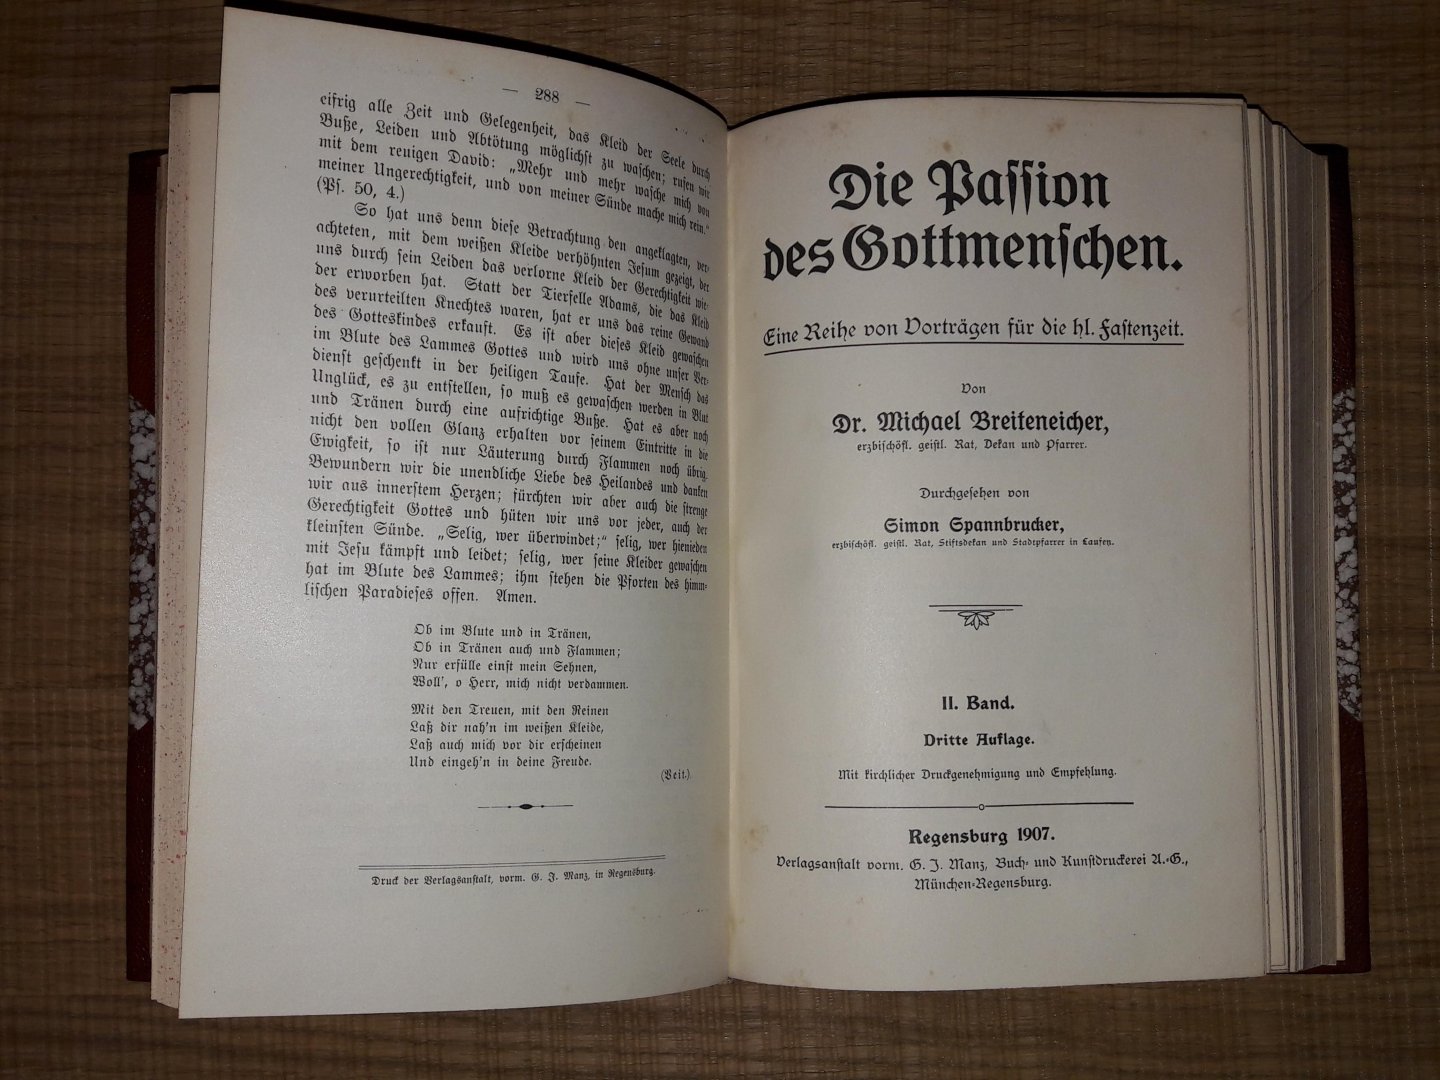 — 288 —
eifrig alle Zeit und Gelegenheit, das Kleid der Seele durch
Buße, Leiden und Abtötung möglichst zu waschen; rufen wir
mit dem reuigen David: „Mehr und mehr wasche mich von
meiner Ungerechtigkeit, und von meiner Sünde mache mich rein.“
(Ps. 50, 4.)
So hat uns denn diese Betrachtung den angeklagten, ver-
achteten, mit dem weißen Kleide verhöhnten Jesum gezeigt, der
uns durch sein Leiden das verlorne Kleid der Gerechtigkeit wie-
der erworben hat. Statt der Tierfelle Adams, die das Kleid
des verurteilten Knechtes waren, hat er uns das reine Gewand
des Gotteskindes erkauft. Es ist aber dieses Kleid gewaschen
im Blute des Lammes Gottes und wird uns ohne unser Ver-
dienst geschenkt in der heiligen Taufe. Hat der Mensch das
Unglück, es zu entstellen, so muß es gewaschen werden in Blut
und Tränen durch eine aufrichtige Buße. Hat es aber noch
nicht den vollen Glanz erhalten vor seinem Eintritte in die
Ewigkeit, so ist nur Läuterung durch Flammen noch übrig.
Bewundern wir die unendliche Liebe des Heilandes und danken
wir aus innerstem Herzen; fürchten wir aber auch die strenge
Gerechtigkeit Gottes und hüten wir uns vor jeder, auch der
kleinsten Sünde. „Selig, wer überwindet;“ selig, wer hienieden
mit Jesu kämpft und leidet; selig, wer seine Kleider gewaschen
hat im Blute des Lammes; ihm stehen die Pforten des himm-
lischen Paradieses offen. Amen.
Ob im Blute und in Tränen,
Ob in Tränen auch und Flammen;
Nur erfülle einst mein Sehnen,
Woll', o Herr, mich nicht verdammen.
Mit den Treuen, mit den Reinen
Laß dir nah'n im weißen Kleide,
Laß auch mich vor dir erscheinen
Und eingeh'n in deine Freude.
(Veit.)
Druck der Verlagsanstalt, vorm. G. J. Manz, in Regensburg.
Die Passion
des Gottmenschen.
Eine Reihe von Vorträgen für die hl. Fastenzeit.
Von
Dr. Michael Breiteneicher,
erzbischöfl. geistl. Rat, Dekan und Pfarrer.
Durchgesehen von
Simon Spannbrucker,
erzbischöfl. geistl. Rat, Stiftsdekan und Stadtpfarrer in Laufen.
II. Band.
Dritte Auflage.
Mit kirchlicher Druckgenehmigung und Empfehlung.
Regensburg 1907.
Verlagsanstalt vorm. G. J. Manz, Buch- und Kunstdruckerei A.-G.,
München-Regensburg.